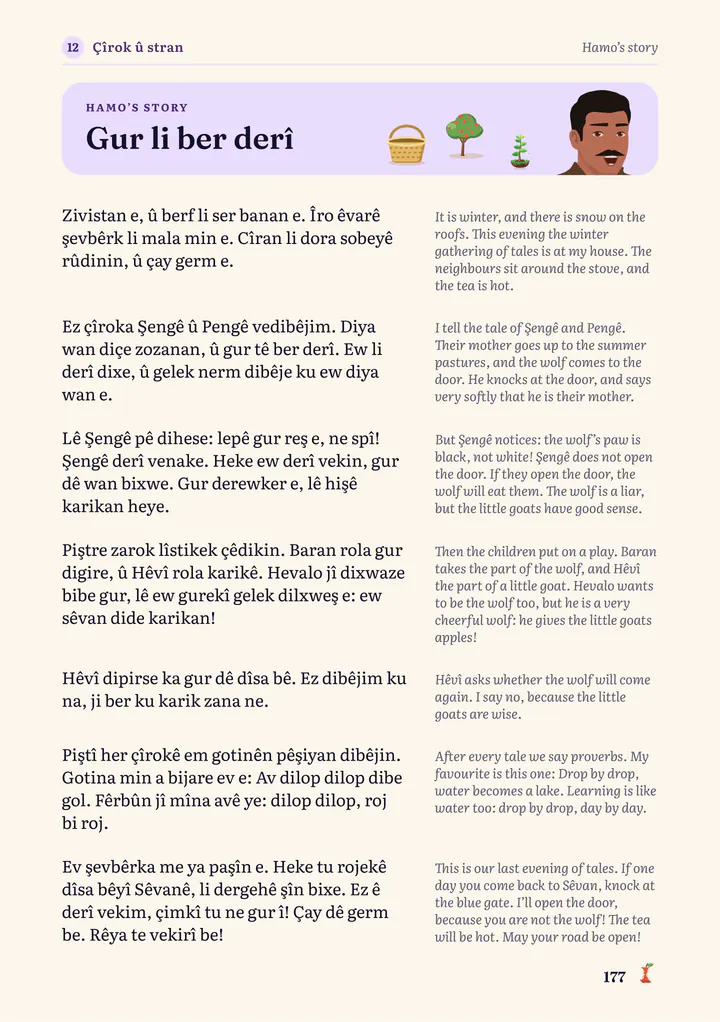 12 Çîrok û stran
Hamo's story
HAMO'S STORY
Gur li ber derî
Zivistan e, û berf li ser banan e. Îro êvarê
şevbêrk li mala min e. Cîran li dora sobeyê
rûdinin, û çay germ e.
It is winter, and there is snow on the
roofs. This evening the winter
gathering of tales is at my house. The
neighbours sit around the stove, and
the tea is hot.
Ez çîroka Şengê û Pengê vedibêjim. Diya
wan diçe zozanan, û gur tê ber derî. Ew li
derî dixe, û gelek nerm dibêje ku ew diya
wan e.
I tell the tale of Şengê and Pengê.
Their mother goes up to the summer
pastures, and the wolf comes to the
door. He knocks at the door, and says
very softly that he is their mother.
Lê Şengê pê dihese: lepê gur reş e, ne spî!
Şengê derî venake. Heke ew derî vekin, gur
dê wan bixwe. Gur derewker e, lê hişê
karikan heye.
But Şengê notices: the wolf's paw is
black, not white! Şengê does not open
the door. If they open the door, the
wolf will eat them. The wolf is a liar,
but the little goats have good sense.
Piştre zarok lîstikek çêdikin. Baran rola gur
digire, û Hêvî rola karikê. Hevalo jî dixwaze
bibe gur, lê ew gurekî gelek dilxweş e: ew
sêvan dide karikan!
Then the children put on a play. Baran
takes the part of the wolf, and Hêvî
the part of a little goat. Hevalo wants
to be the wolf too, but he is a very
cheerful wolf: he gives the little goats
apples!
Hêvî dipirse ka gur dê dîsa bê. Ez dibêjim ku
na, ji ber ku karik zana ne.
Hêvî asks whether the wolf will come
again. I say no, because the little
goats are wise.
Piştî her çîrokê em gotinên pêşiyan dibêjin.
Gotina min a bijare ev e: Av dilop dilop dibe
gol. Fêrbûn jî mîna avê ye: dilop dilop, roj
bi roj.
After every tale we say proverbs. My
favourite is this one: Drop by drop,
water becomes a lake. Learning is like
water too: drop by drop, day by day.
Ev şevbêrka me ya paşîn e. Heke tu rojekê
dîsa bêyî Sêvanê, li dergehê şîn bixe. Ez ê
derî vekim, çimkî tu ne gur î! Çay dê germ
be. Rêya te vekirî be!
This is our last evening of tales. If one
day you come back to Sêvan, knock at
the blue gate. I'll open the door,
because you are not the wolf! The tea
will be hot. May your road be open!
177